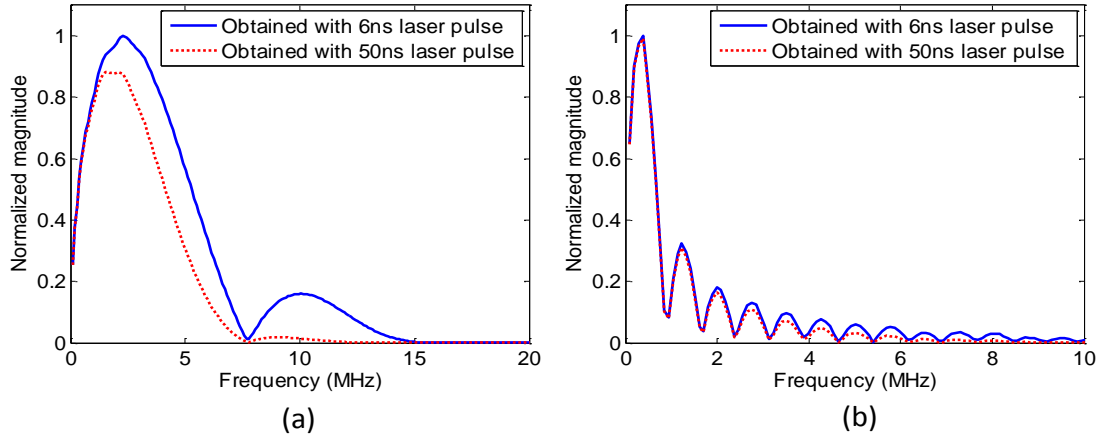 Obtained with 6ns laser pulse
Obtained with 50ns laser pulse
1
0.8
0.6
0.4
0.2
0
Normalized magnitude
0 5 10 15 20
Frequency (MHz)
(a)
Obtained with 6ns laser pulse
Obtained with 50ns laser pulse
1
0.8
0.6
0.4
0.2
0
Normalized magnitude
0 2 4 6 8 10
Frequency (MHz)
(b)